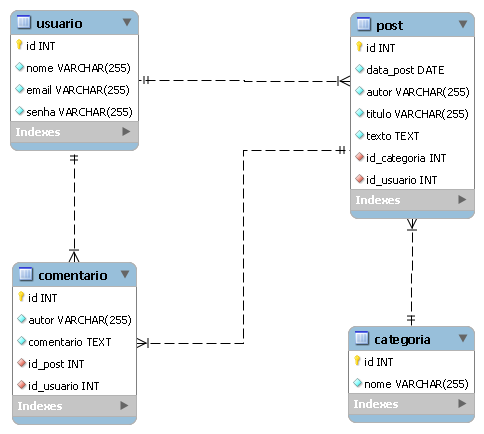 usuario
id INT
nome VARCHAR(255)
email VARCHAR(255)
senha VARCHAR(255)
Indexes
post
id INT
data_post DATE
autor VARCHAR(255)
titulo VARCHAR(255)
texto TEXT
id_categoria INT
id_usuario INT
Indexes
comentario
id INT
autor VARCHAR(255)
comentario TEXT
id_post INT
id_usuario INT
Indexes
categoria
id INT
nome VARCHAR(255)
Indexes